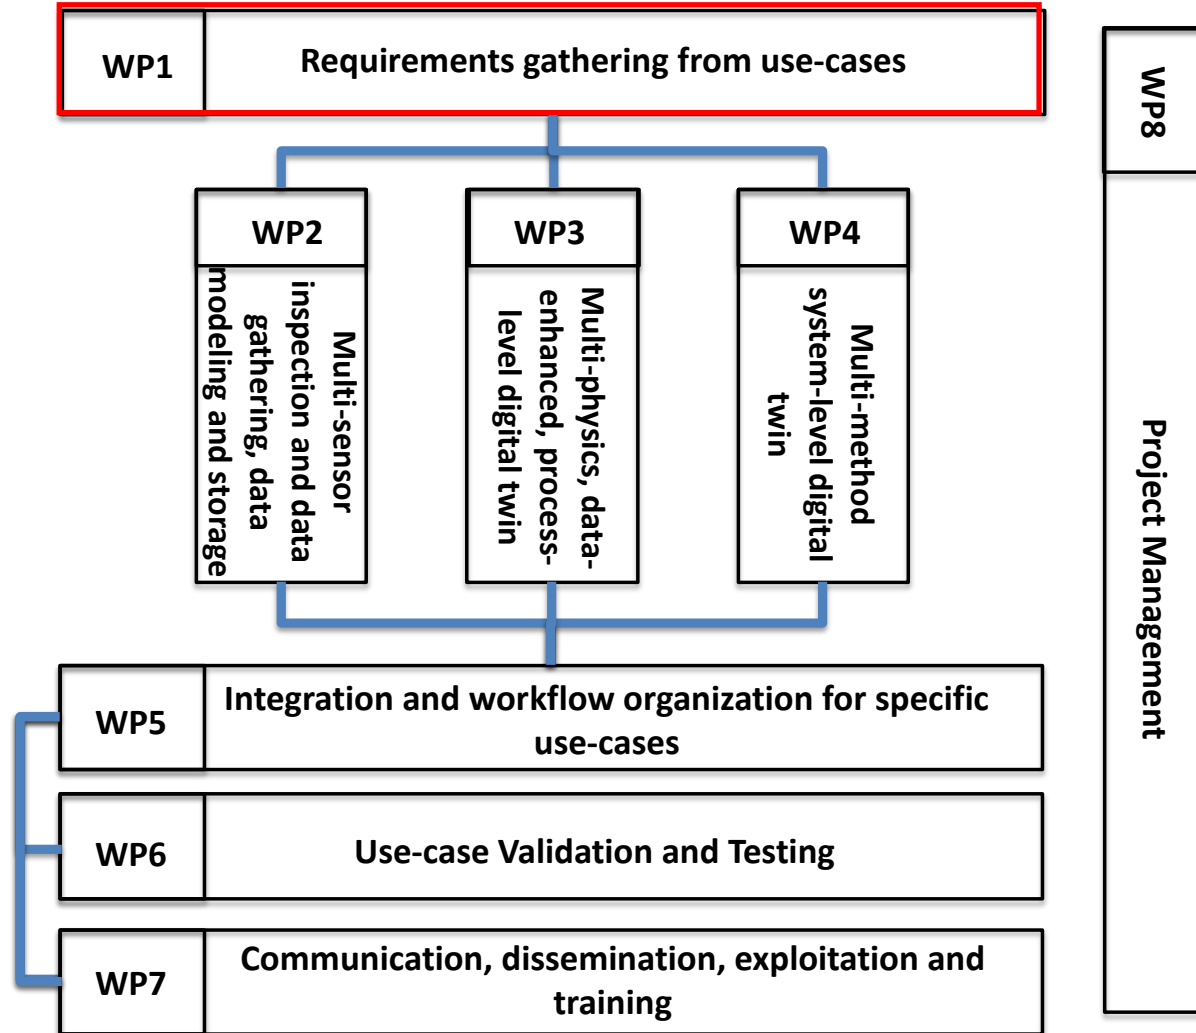 WP1
Requirements gathering from use-cases
WP2
Multi-sensor
inspection and data
gathering, data
modeling and storage
WP3
Multi-physics, data-
enhanced, process-
level digital twin
WP4
Multi-method
system-level digital
twin
WP5
Integration and workflow organization for specific
use-cases
WP6
Use-case Validation and Testing
WP7
Communication, dissemination, exploitation and
training
WP8
Project Management